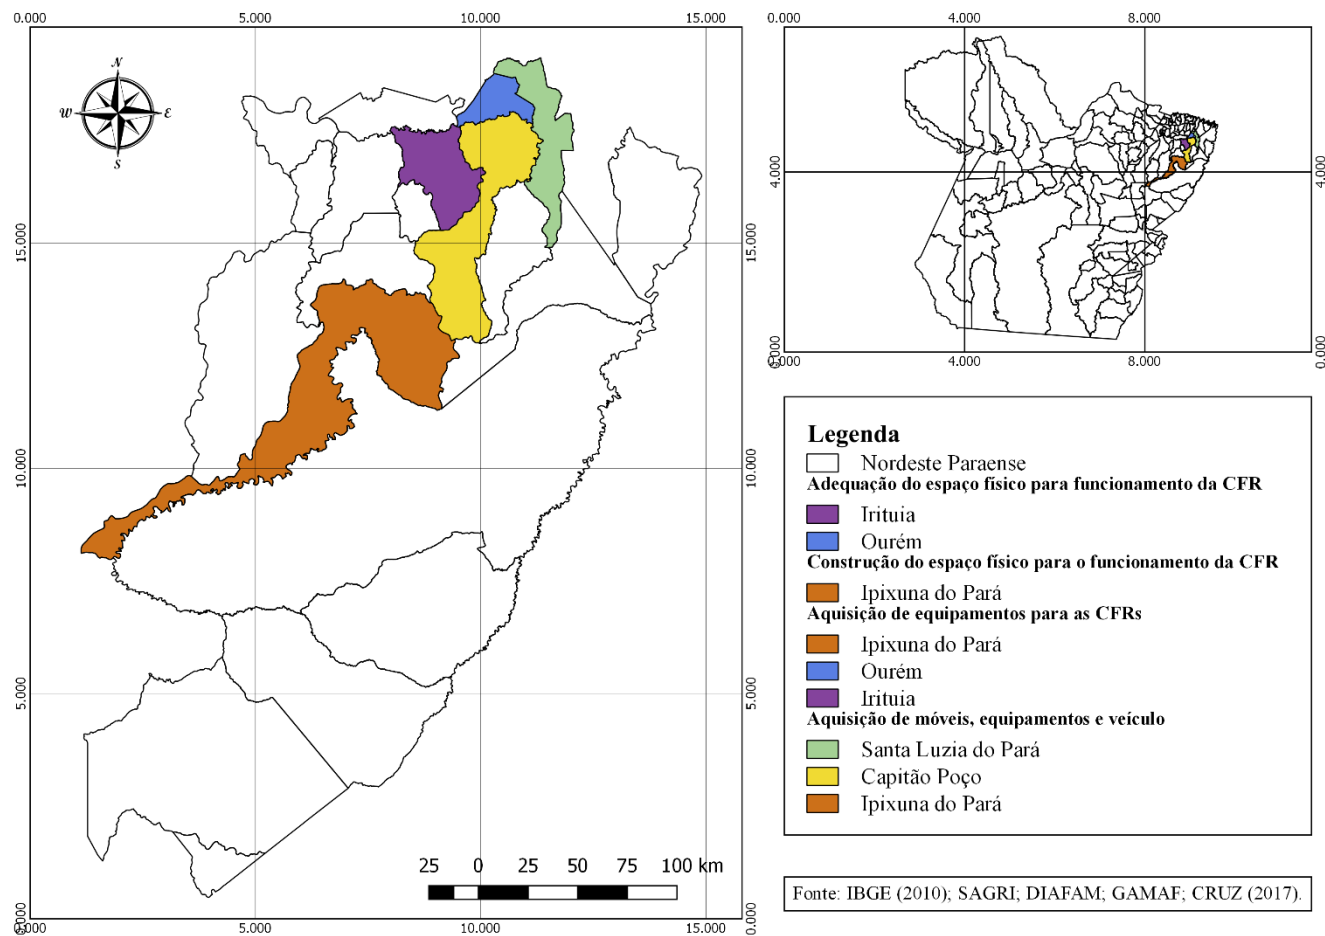 0.000 5.000 10.000 15.000
N
W E
S
15.000 15.000
10.000 10.000
5.000 5.000
0.000 0.000
25 0 25 50 75 100 km
0.000 5.000 10.000 15.000
0.000 4.000 8.000 0.000
4.000 4.000
0.000 0.000
0.000 4.000 8.000 0.000
Legenda
Nordeste Paraense
Adequação do espaço físico para funcionamento da CFR
Irituia
Ourém
Construção do espaço físico para o funcionamento da CFR
Ipixuna do Pará
Aquisição de equipamentos para as CFRs
Ipixuna do Pará
Ourém
Irituia
Aquisição de móveis, equipamentos e veículo
Santa Luzia do Pará
Capitão Poço
Ipixuna do Pará
Fonte: IBGE (2010); SAGRI; DIAFAM; GAMAF; CRUZ (2017).